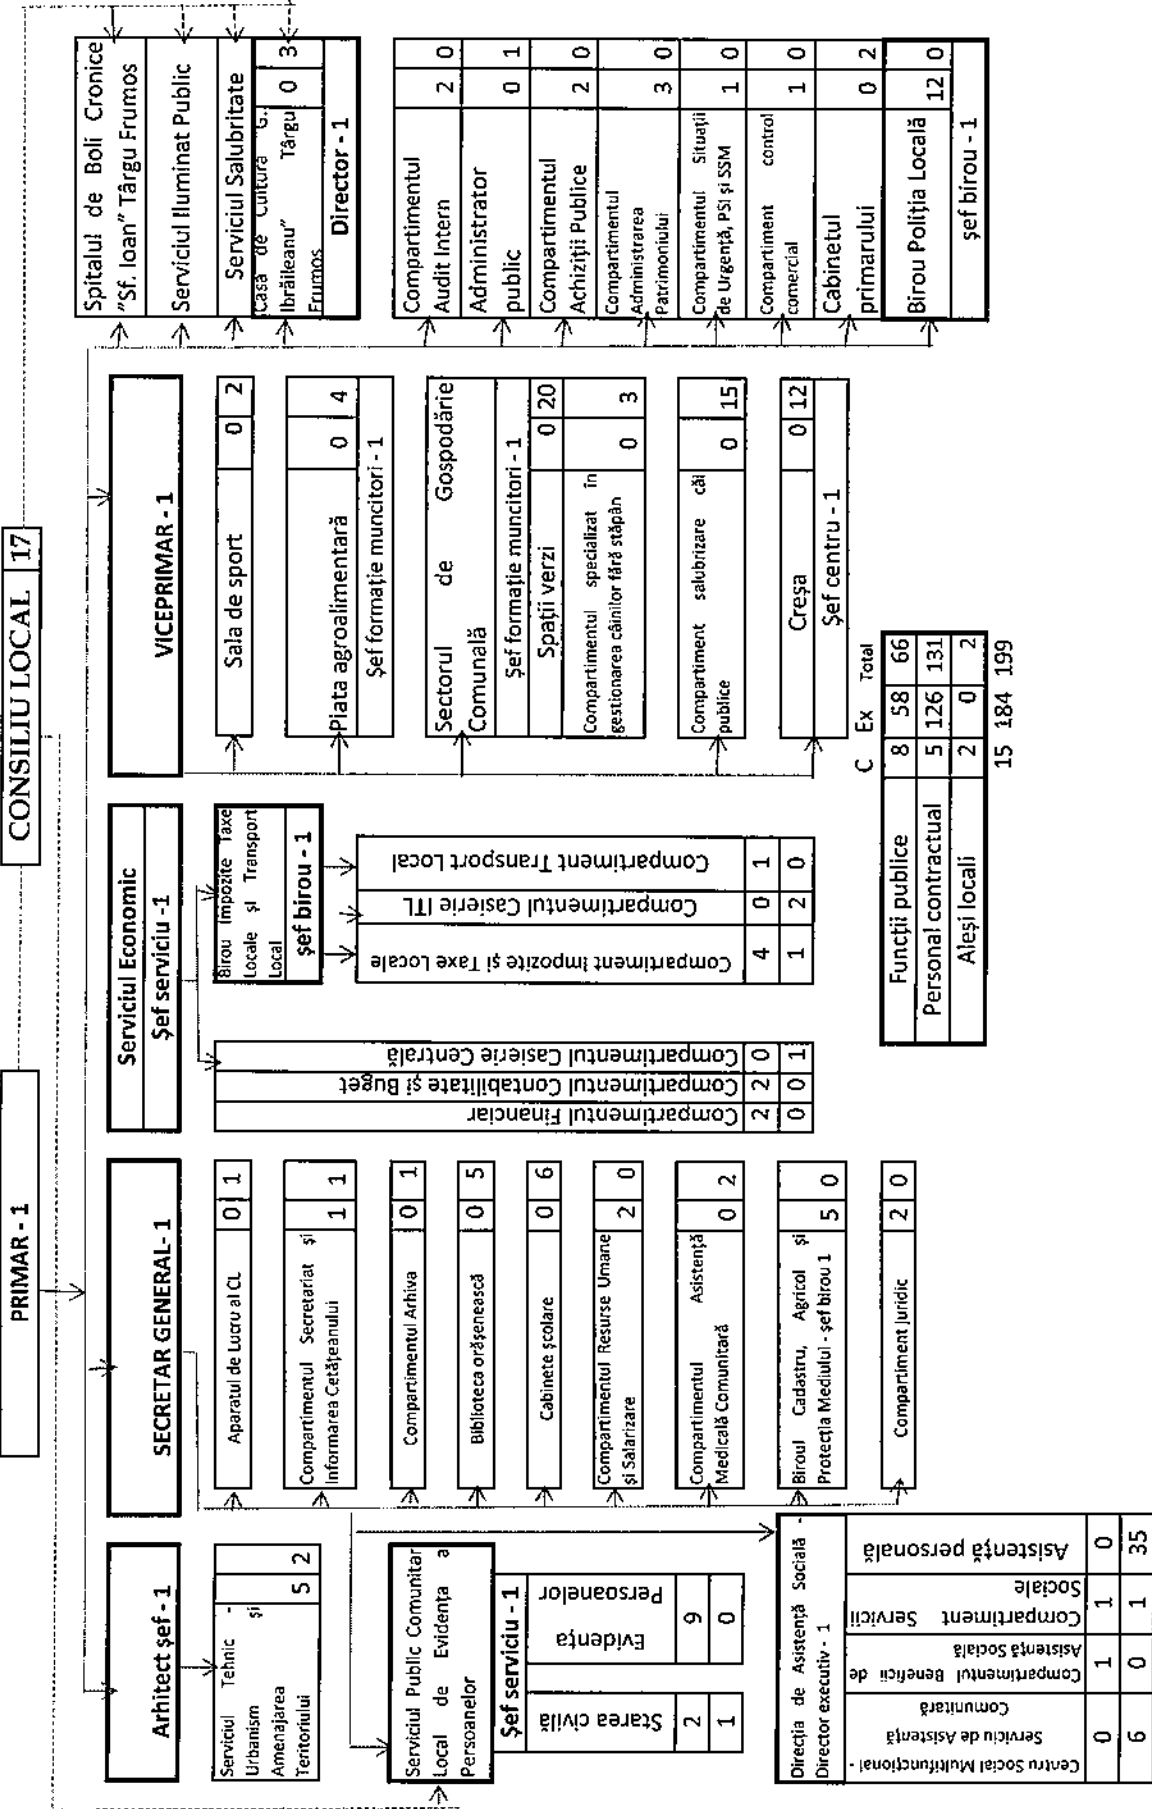 CONSILIU LOCAL 17
PRIMAR - 1
Arhitect șef - 1
Serviciul Tehnic -
Urbanism și
Amenajarea
Teritoriului
5 2
Serviciul Public Comunitar
Local de Evidența a
Persoanelor
Șef serviciu - 1
Starea civilă
2
1
Evidența
Persoanelor
9
0
Direcția de Asistență Socială -
Director executiv - 1
Centru Social Multifuncțional -
Serviciu de Asistență
Comunitară
0
6
Compartimentul Beneficii de
Asistență Socială
1
0
Compartiment Servicii
Sociale
1
1
Asistență personală
0
35
SECRETAR GENERAL- 1
Aparatul de Lucru al CL 0 1
Compartimentul Secretariat și
Informarea Cetățeanului
1 1
Compartimentul Arhiva 0 1
Biblioteca orășenească 0 5
Cabinete școlare 0 6
Compartimentul Resurse Umane
și Salarizare
2 0
Compartimentul Asistență
Medicală Comunitară
0 2
Biroul Cadastru, Agricol și
Protecția Mediului - șef birou 1
5 0
Compartiment Juridic 2 0
Serviciul Economic
Șef serviciu -1
Compartimentul Financiar
2
0
Compartimentul Contabilitate și Buget
2
0
Compartimentul Casierie Centrală
0
1
Birou Impozite Taxe
Locale și Transport
Local
șef birou - 1
Compartiment Impozite și Taxe Locale
4
1
Compartimentul Casierie ITL
0
2
Compartiment Transport Local
1
0
VICEPRIMAR - 1
Sala de sport 0 2
Piata agroalimentară 0 4
Șef formație muncitori - 1
Sectorul de Gospodărie
Comunală
Șef formație muncitori - 1
Spații verzi 0 20
Compartimentul specializat în
gestionarea câinilor fără stăpân
0 3
Compartiment salubrizare căi
publice
0 15
Creșa 0 12
Șef centru - 1
Spitalul de Boli Cronice
"Sf. Ioan" Târgu Frumos
Serviciul Iluminat Public
Serviciul Salubritate
Casa de Cultură "G.
Ibrăileanu" Târgu
Frumos
0 3
Director - 1
Compartimentul
Audit Intern
2 0
Administrator
public
0 1
Compartimentul
Achiziții Publice
2 0
Compartimentul
Administrarea
Patrimoniului
3 0
Compartimentul Situații
de Urgență, PSI și SSM
1 0
Compartiment control
comercial
1 0
Cabinetul
primarului
0 2
Birou Poliția Locală 12 0
șef birou - 1
C Ex Total
Funcții publice 8 58 66
Personal contractual 5 126 131
Aleși locali 2 0 2
15 184 199